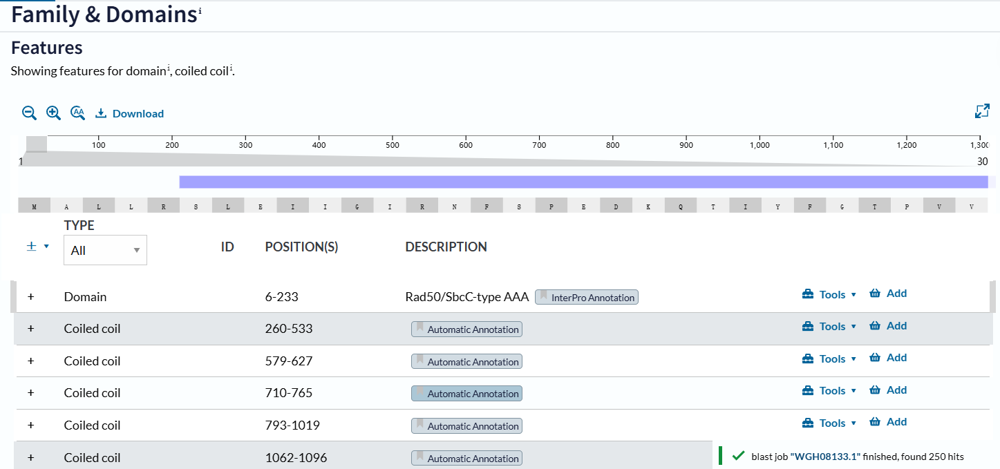 Family & Domains i
Features
Showing features for domain i, coiled coil i.
AA Download
100 200 300 400 500 600 700 800 900 1,000 1,100 1,200 1,300
1 30
M A L L R S L E I I G I R N F S P E D K Q T I Y F G T P V V
TYPE
± All ID POSITION(S) DESCRIPTION
+ Domain 6-233 Rad50/SbcC-type AAA InterPro Annotation Tools Add
+ Coiled coil 260-533 Automatic Annotation Tools Add
+ Coiled coil 579-627 Automatic Annotation Tools Add
+ Coiled coil 710-765 Automatic Annotation Tools Add
+ Coiled coil 793-1019 Automatic Annotation Tools Add
+ Coiled coil 1062-1096 Automatic Annotation blast job "WGH08133.1" finished, found 250 hits